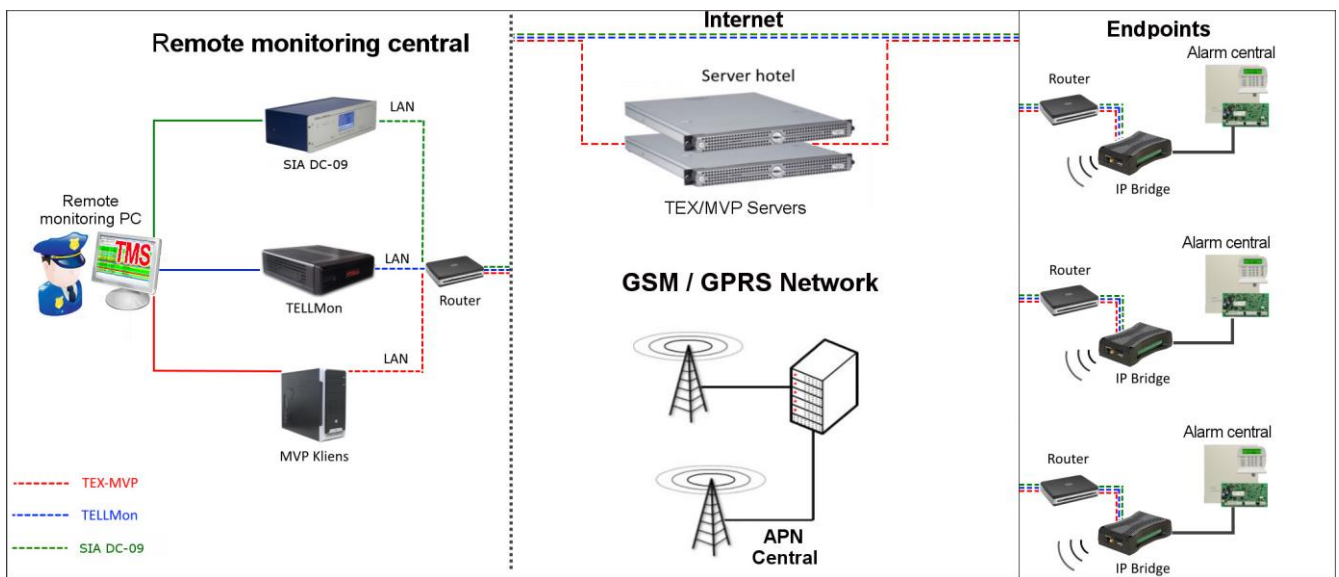 Remote monitoring central
LAN
SIA DC-09
Remote
monitoring PC
TMS
LAN
TELLMon
Router
LAN
MVP Kliens
TEX-MVP
TELLMon
SIA DC-09
Internet
Server hotel
TEX/MVP Servers
GSM / GPRS Network
APN
Central
Endpoints
Alarm central
Router
IP Bridge
Alarm central
Router
IP Bridge
Alarm central
Router
IP Bridge